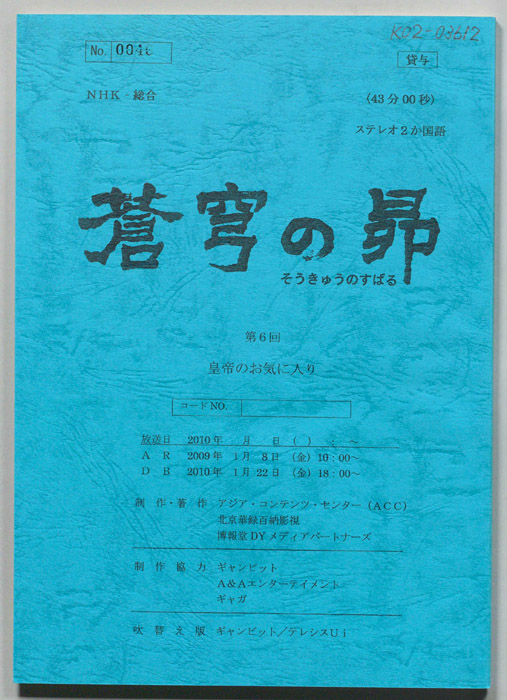 No. 004
K02-03612
貸与
NHK－総合
（43分00秒）
ステレオ2か国語
蒼穹の昴
そうきゅうのすばる
第6回
皇帝のお気に入り
コードNO.
放送日 2010年 月 日（ ） : ～
ＡＲ 2009年 1月 8日（金）10:00～
ＤＢ 2010年 1月22日（金）18:00～
制作・著作 アジア・コンテンツ・センター（ＡＣＣ）
北京華録百納影視
博報堂DYメディアパートナーズ
制作協力 ギャンビット
Ａ＆Ａエンターテイメント
ギャガ
吹替え版 ギャンビット／テレシスＵｉ